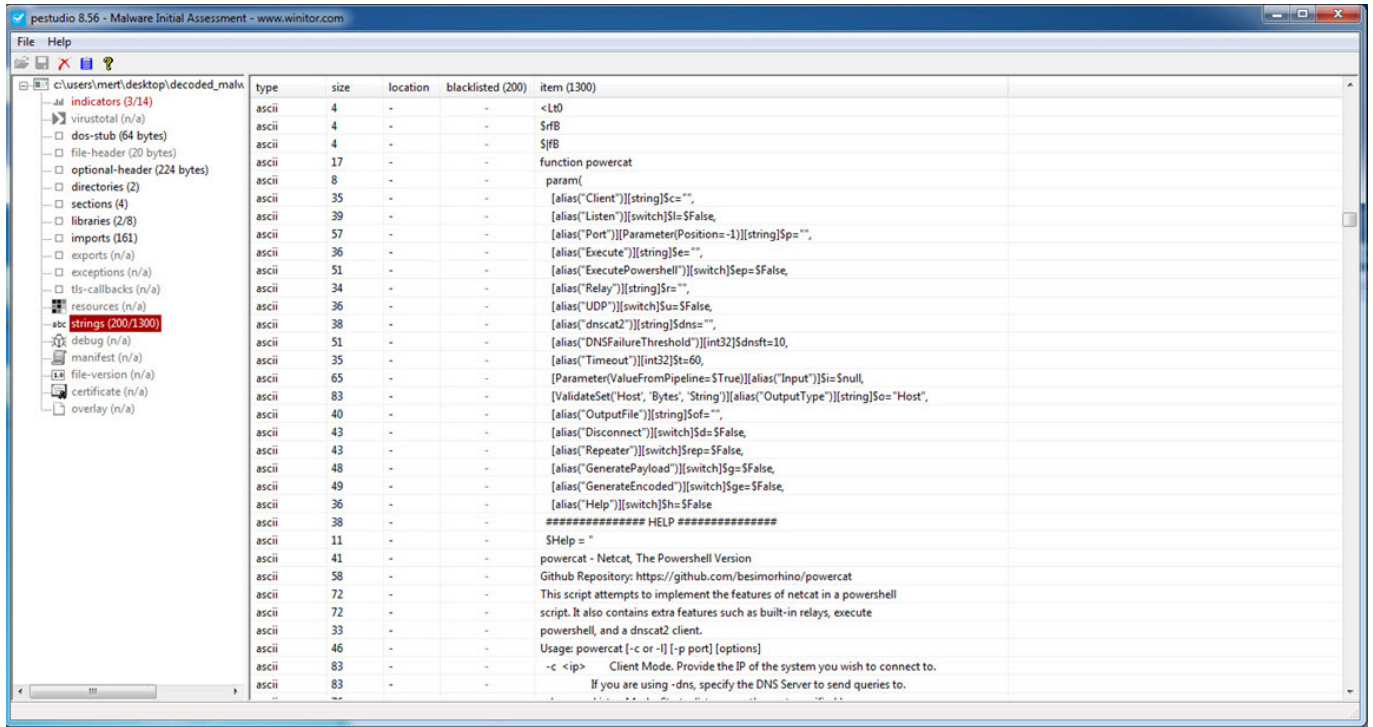 pestudio 8.56 - Malware Initial Assessment - www.winitor.com
File Help
c:\users\mert\desktop\decoded_malw
indicators (3/14)
virustotal (n/a)
dos-stub (64 bytes)
file-header (20 bytes)
optional-header (224 bytes)
directories (2)
sections (4)
libraries (2/8)
imports (161)
exports (n/a)
exceptions (n/a)
tls-callbacks (n/a)
resources (n/a)
abc strings (200/1300)
debug (n/a)
manifest (n/a)
1.0 file-version (n/a)
certificate (n/a)
overlay (n/a)
type size location blacklisted (200) item (1300)
ascii 4 - - <Lt0
ascii 4 - - $rfB
ascii 4 - - $|fB
ascii 17 - - function powercat
ascii 8 - - param(
ascii 35 - - [alias("Client")][string]$c="",
ascii 39 - - [alias("Listen")][switch]$l=$False,
ascii 57 - - [alias("Port")][Parameter(Position=-1)][string]$p="",
ascii 36 - - [alias("Execute")][string]$e="",
ascii 51 - - [alias("ExecutePowershell")][switch]$ep=$False,
ascii 34 - - [alias("Relay")][string]$r="",
ascii 36 - - [alias("UDP")][switch]$u=$False,
ascii 38 - - [alias("dnscat2")][string]$dns="",
ascii 51 - - [alias("DNSFailureThreshold")][int32]$dnsft=10,
ascii 35 - - [alias("Timeout")][int32]$t=60,
ascii 65 - - [Parameter(ValueFromPipeline=$True)][alias("Input")]$i=$null,
ascii 83 - - [ValidateSet('Host', 'Bytes', 'String')][alias("OutputType")][string]$o="Host",
ascii 40 - - [alias("OutputFile")][string]$of="",
ascii 43 - - [alias("Disconnect")][switch]$d=$False,
ascii 43 - - [alias("Repeater")][switch]$rep=$False,
ascii 48 - - [alias("GeneratePayload")][switch]$g=$False,
ascii 49 - - [alias("GenerateEncoded")][switch]$ge=$False,
ascii 36 - - [alias("Help")][switch]$h=$False
ascii 38 - - ############### HELP ###############
ascii 11 - - $Help = "
ascii 41 - - powercat - Netcat, The Powershell Version
ascii 58 - - Github Repository: https://github.com/besimorhino/powercat
ascii 72 - - This script attempts to implement the features of netcat in a powershell
ascii 72 - - script. It also contains extra features such as built-in relays, execute
ascii 33 - - powershell, and a dnscat2 client.
ascii 46 - - Usage: powercat [-c or -l] [-p port] [options]
ascii 83 - - -c <ip> Client Mode. Provide the IP of the system you wish to connect to.
ascii 83 - - If you are using -dns, specify the DNS Server to send queries to.